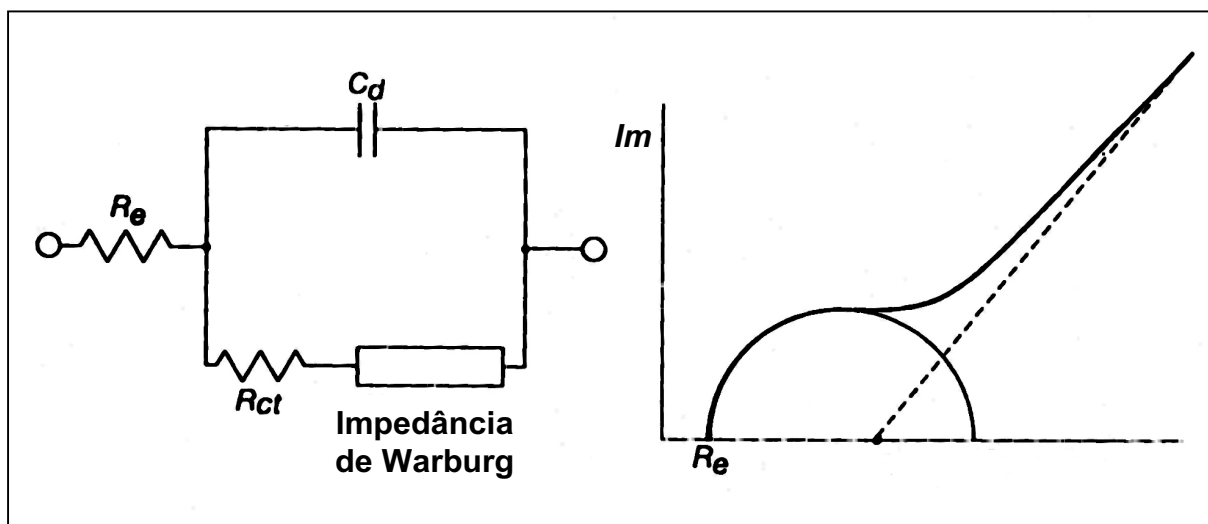 C_d
R_e
R_ct
Impedância
de Warburg
Im
R_e